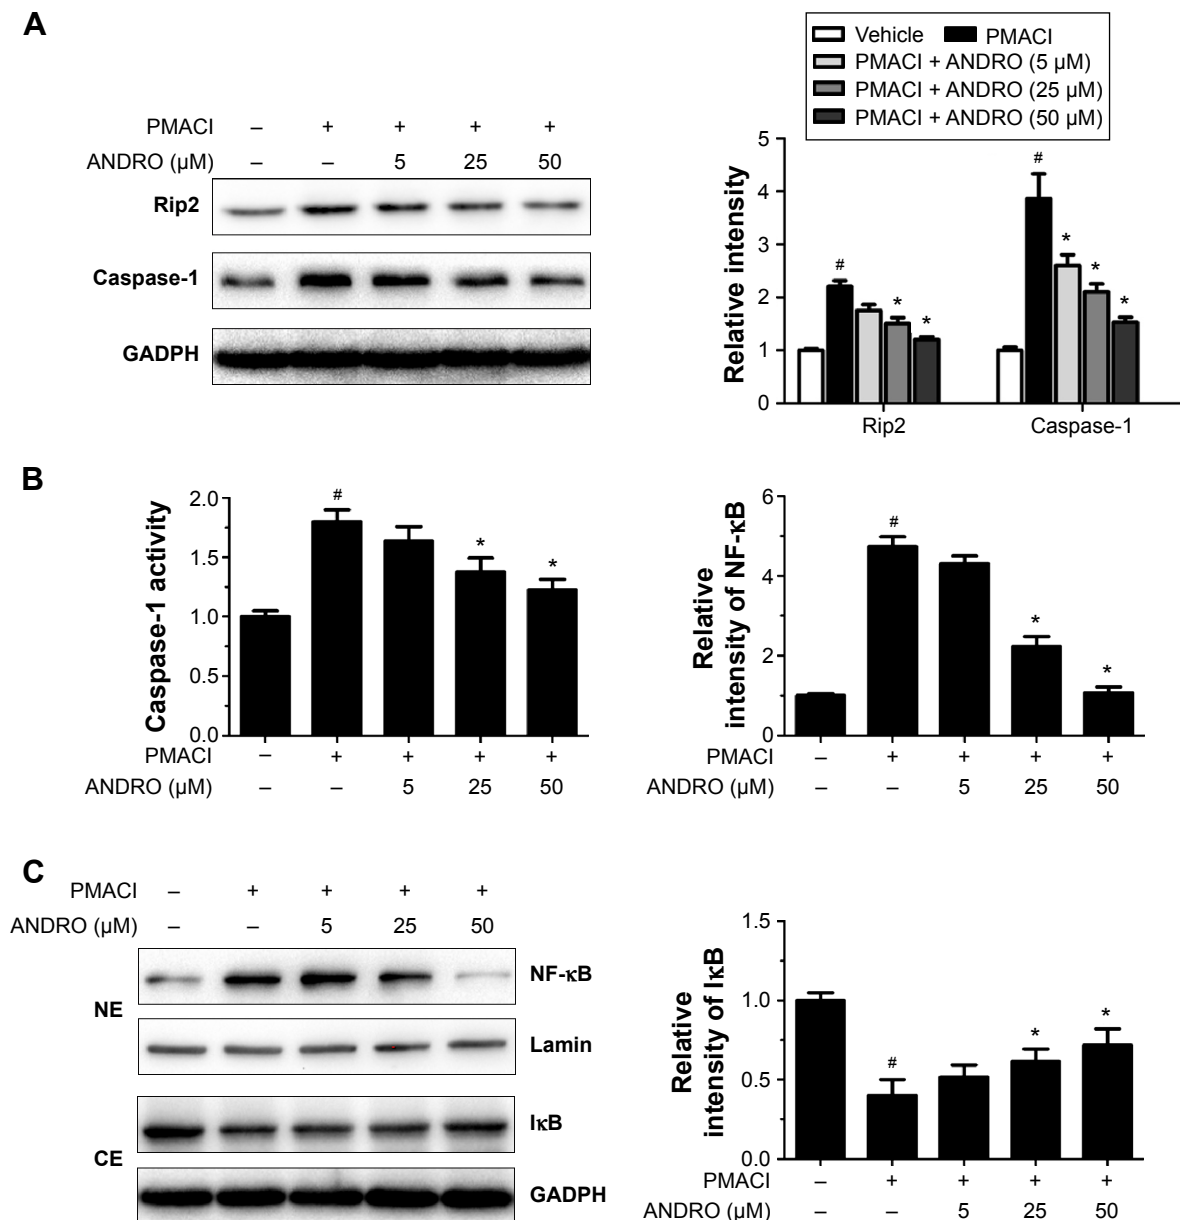 A
PMACI – + + + +
ANDRO (µM) – – 5 25 50
Rip2
Caspase-1
GADPH
Vehicle PMACI
PMACI + ANDRO (5 µM)
PMACI + ANDRO (25 µM)
PMACI + ANDRO (50 µM)
Relative intensity
5
4
3
2
1
0
#
*
*
#
*
*
*
Rip2 Caspase-1
B
Caspase-1 activity
2.0
1.5
1.0
0.5
0.0
#
*
*
PMACI – + + + +
ANDRO (µM) – – 5 25 50
Relative
intensity of NF-κB
6
4
2
0
#
*
*
PMACI – + + + +
ANDRO (µM) – – 5 25 50
C
PMACI – + + + +
ANDRO (µM) – – 5 25 50
NE
NF-κB
Lamin
CE
IκB
GADPH
Relative
intensity of IκB
1.5
1.0
0.5
0.0
#
*
*
PMACI – + + + +
ANDRO (µM) – – 5 25 50